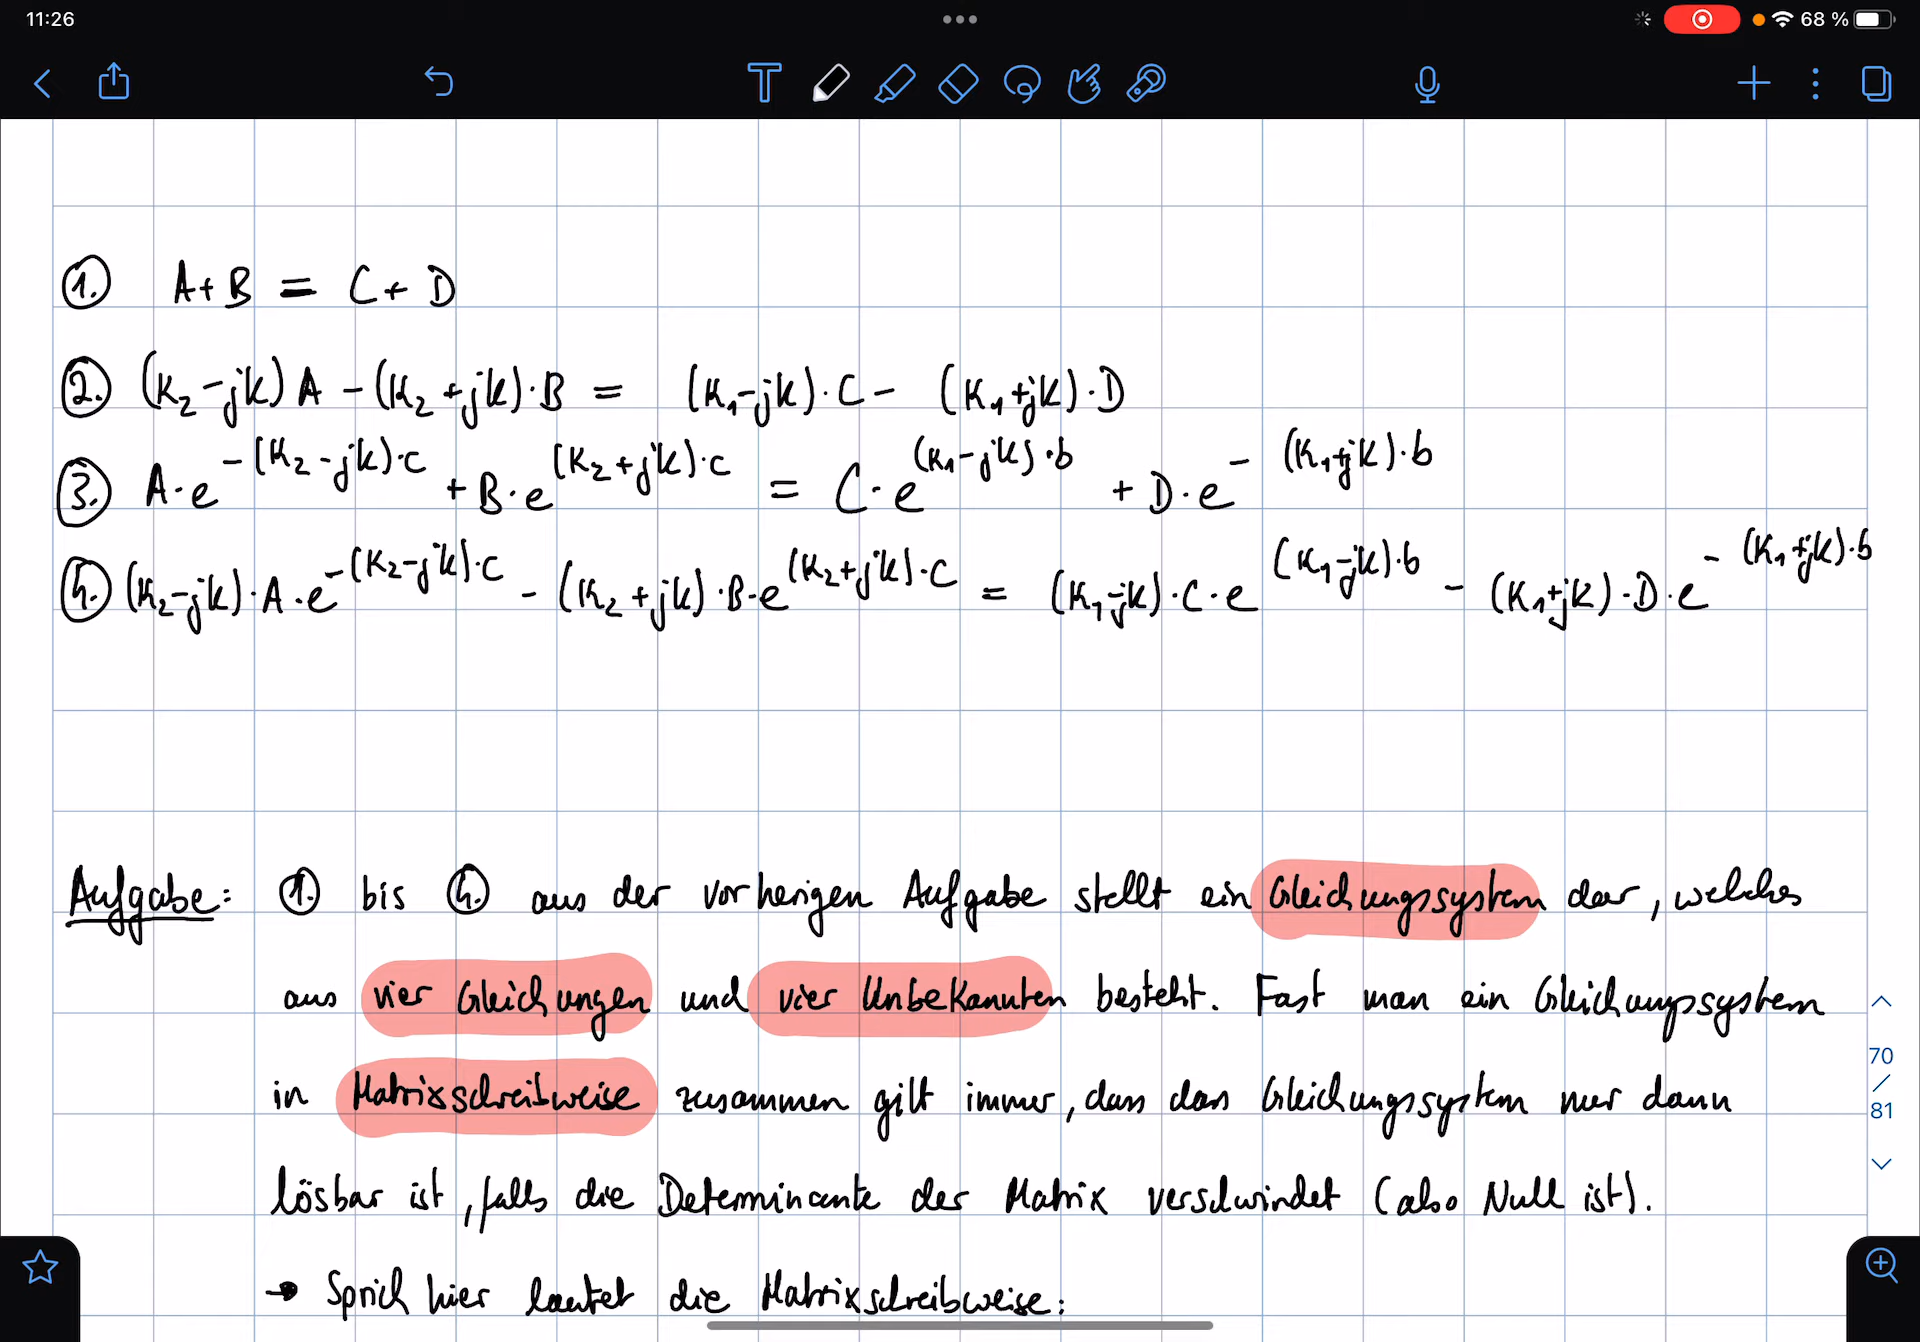 11:26
68 %
① A+B = C+D
② (K₂-jk) A - (K₂+jk)·B = (K₁-jk)·C - (K₁+jk)·D
③ A·e^-(K₂-jk)·c + B·e^(K₂+jk)·c = C·e^(K₁-jk)·b + D·e^-(K₁+jk)·b
④ (K₂-jk)·A·e^-(K₂-jk)·c - (K₂+jk)·B·e^(K₂+jk)·c = (K₁-jk)·C·e^(K₁-jk)·b - (K₁+jk)·D·e^-(K₁+jk)·b
Aufgabe: ① bis ④ aus der vorherigen Aufgabe stellt ein Gleichungssystem dar, welches
aus vier Gleichungen und vier Unbekannten besteht. Fast man ein Gleichungssystem
in Matrixschreibweise zusammen gilt immer, dass das Gleichungssystem nur dann
lösbar ist, falls die Determinante der Matrix verschwindet (also Null ist).
→ Sprich hier lautet die Matrixschreibweise:
70
/
81